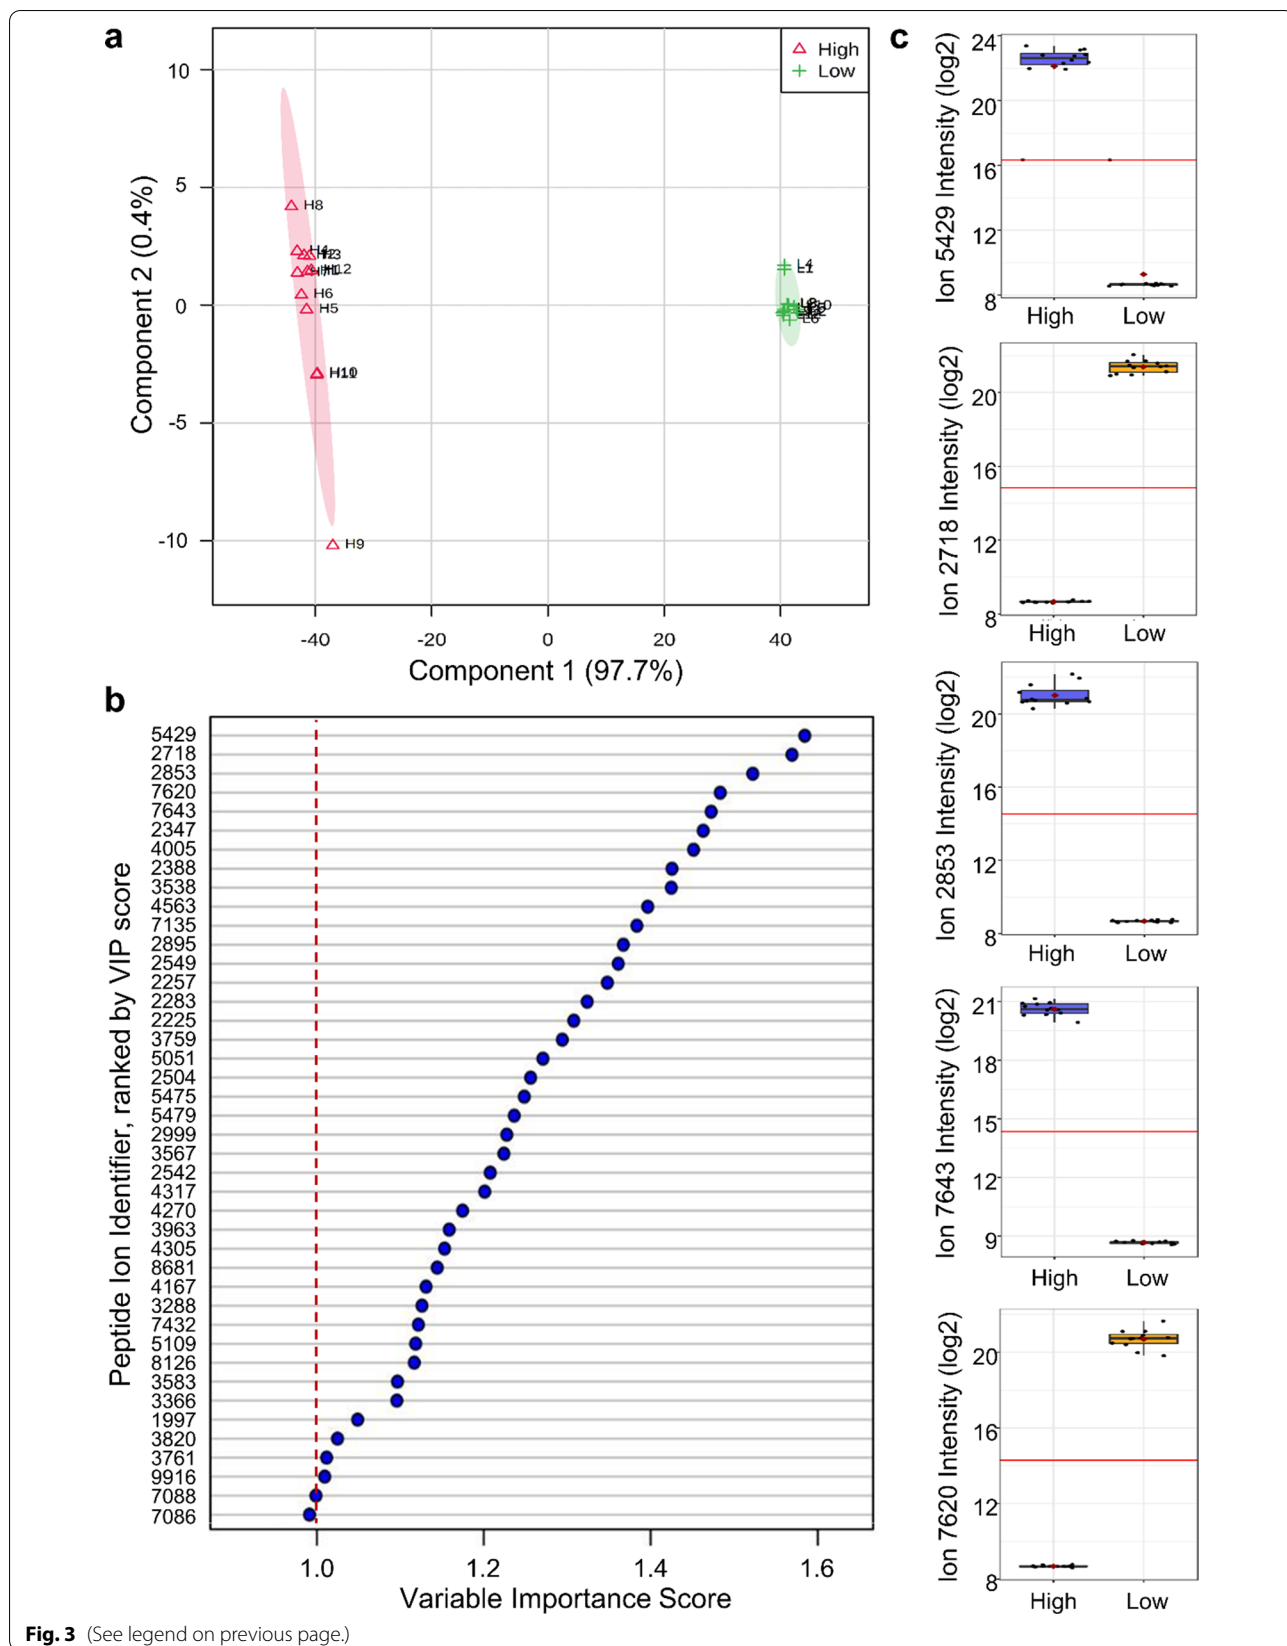 a
High
Low
10
5
0
-5
-10
Component 2 (0.4%)
H8
H6
H5
H9
L4
L1
L6
-40
-20
0
20
40
Component 1 (97.7%)
b
Peptide Ion Identifier, ranked by VIP score
5429
2718
2853
7620
7643
2347
4005
2388
3538
4563
7135
2895
2549
2257
2283
2225
3759
5051
2504
5475
5479
2999
3567
2542
4317
4270
3963
4305
8681
4167
3288
7432
5109
8126
3583
3366
1997
3820
3761
9916
7088
7086
1.0
1.2
1.4
1.6
Variable Importance Score
c
Ion 5429 Intensity (log2)
24
20
16
12
8
High
Low
Ion 2718 Intensity (log2)
20
16
12
8
High
Low
Ion 2853 Intensity (log2)
20
16
12
8
High
Low
Ion 7643 Intensity (log2)
21
18
15
12
9
High
Low
Ion 7620 Intensity (log2)
20
16
12
8
High
Low
Fig. 3 (See legend on previous page.)